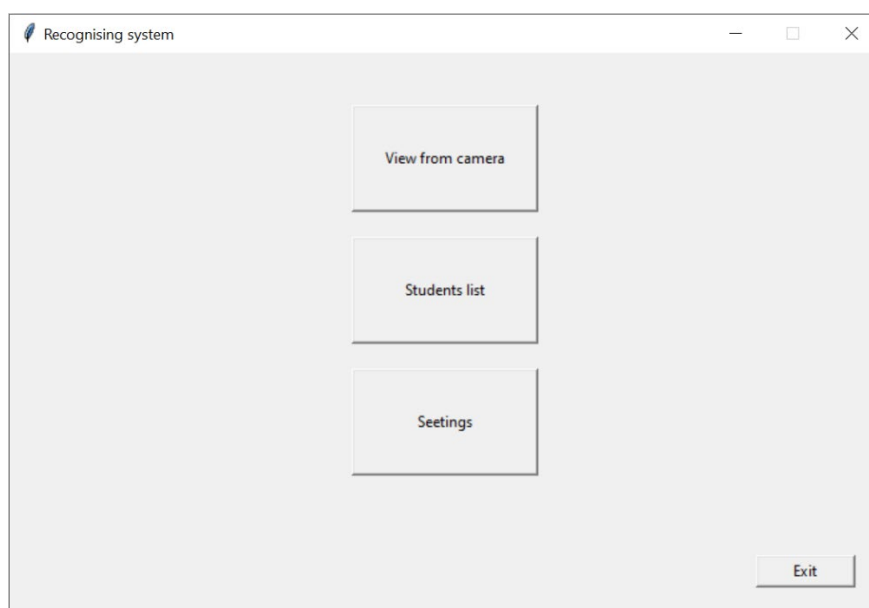 Recognising system
View from camera
Students list
Seetings
Exit